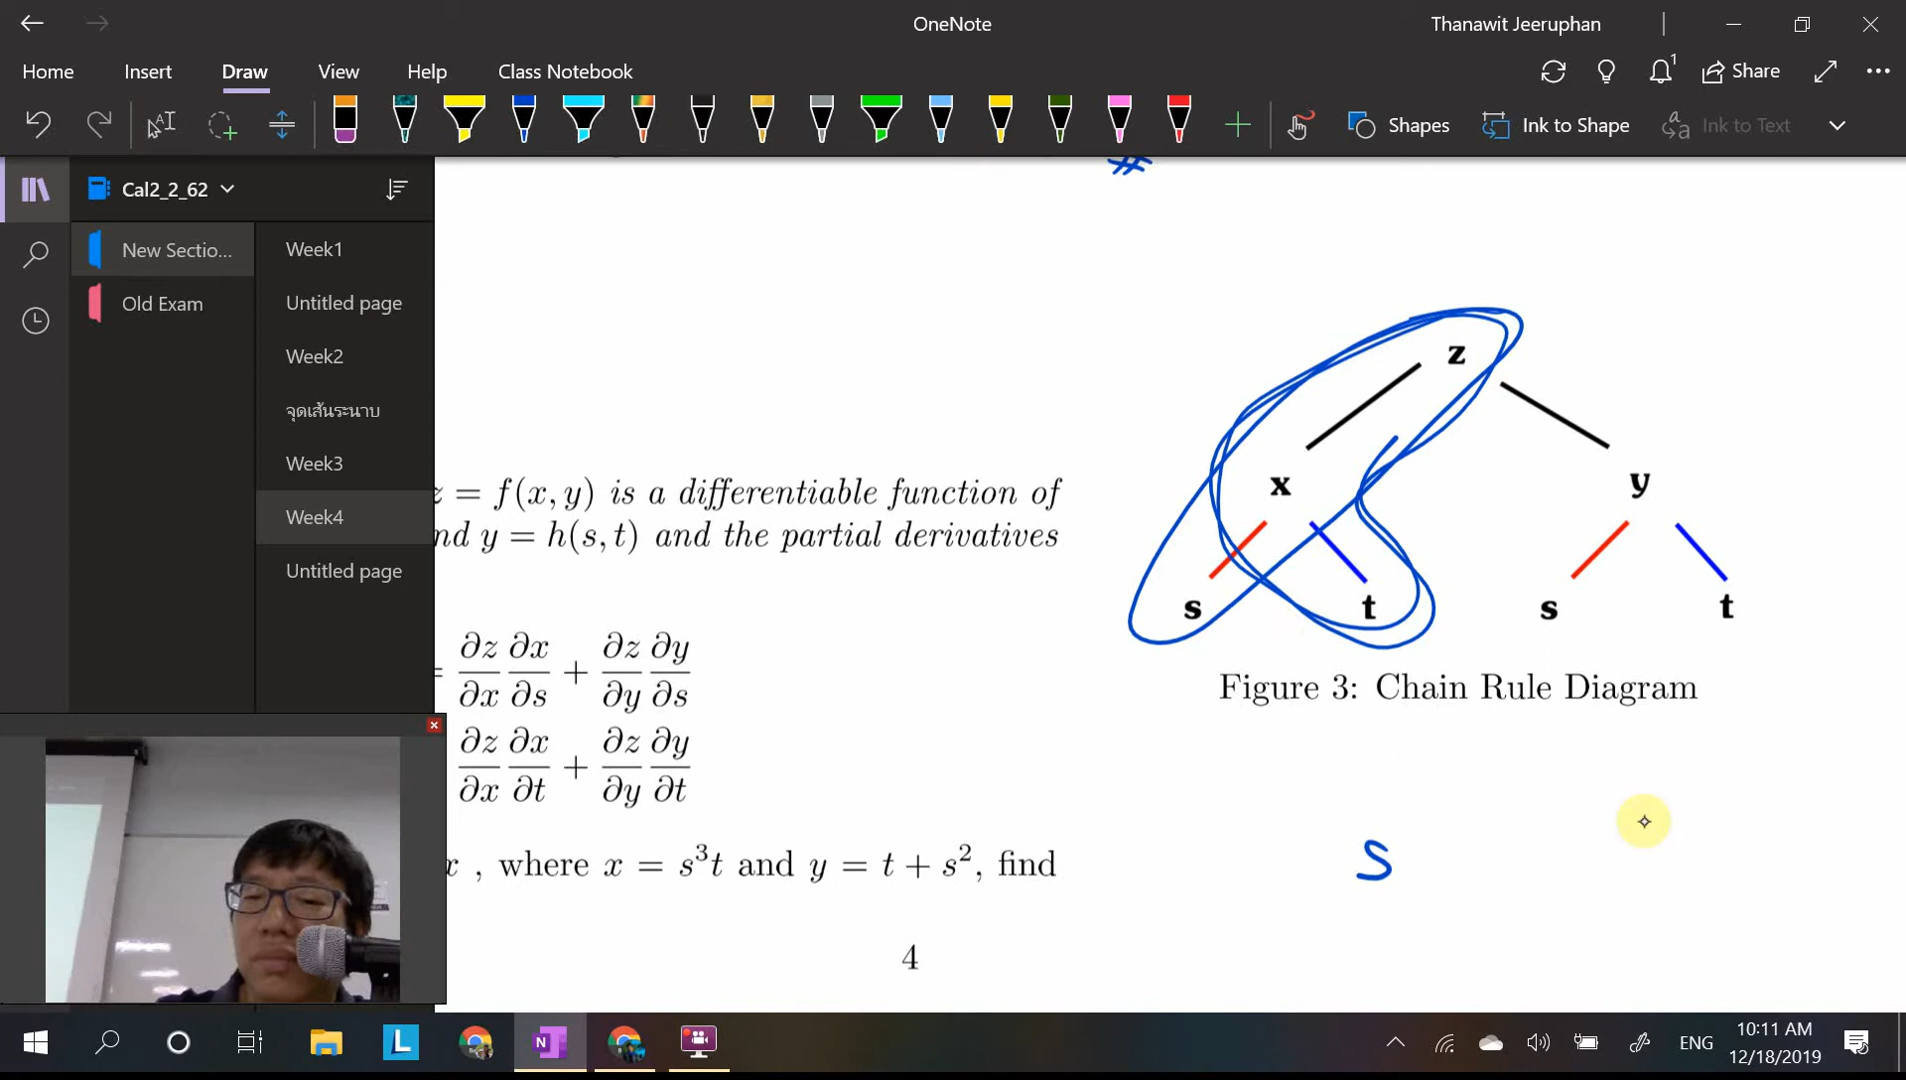 OneNote
Thanawit Jeeruphan
Home Insert Draw View Help Class Notebook
1
Share
Shapes
Ink to Shape
Ink to Text
Cal2_2_62
New Sectio...
Old Exam
Week1
Untitled page
Week2
จุดเส้นระนาบ
Week3
Week4
Untitled page
#
z = f(x, y) is a differentiable function of
nd y = h(s, t) and the partial derivatives
= ∂z/∂x ∂x/∂s + ∂z/∂y ∂y/∂s
∂z/∂x ∂x/∂t + ∂z/∂y ∂y/∂t
x , where x = s³t and y = t + s², find
4
z
x y
s t s t
Figure 3: Chain Rule Diagram
S
L
N
ENG
10:11 AM
12/18/2019